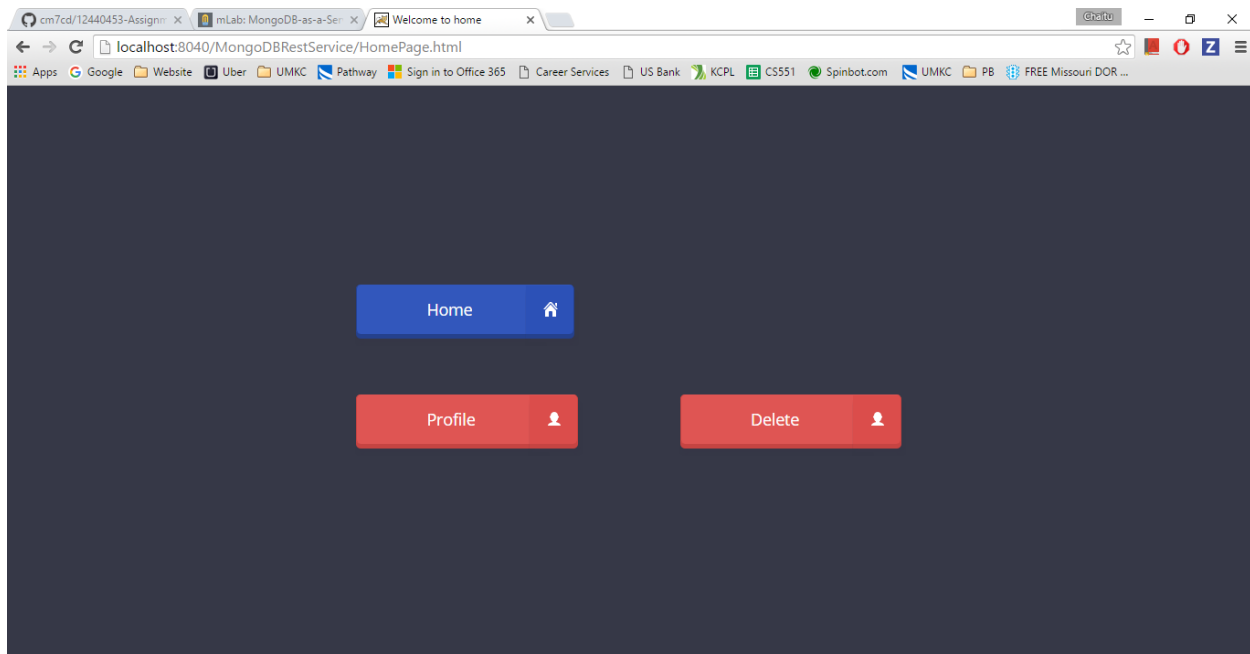 cm7cd/12440453-Assignm mLab: MongoDB-as-a-Ser Welcome to home Chaitu
localhost:8040/MongoDBRestService/HomePage.html
Apps Google Website Uber UMKC Pathway Sign in to Office 365 Career Services US Bank KCPL CS551 Spinbot.com UMKC PB FREE Missouri DOR ...
Home
Profile Delete